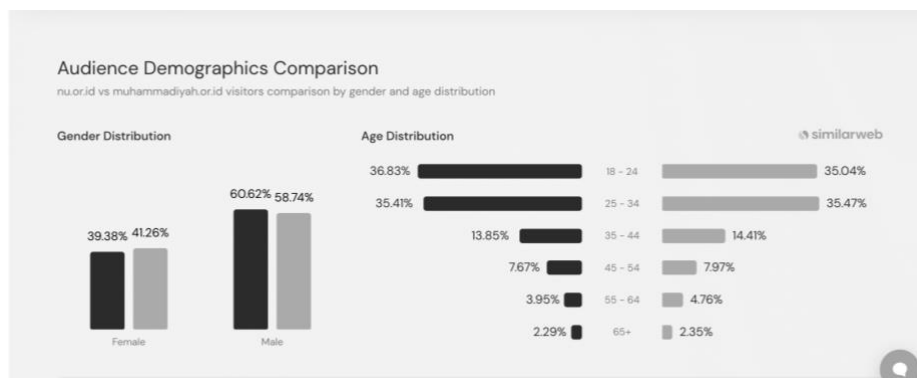 Audience Demographics Comparison
nu.or.id vs muhammadiyah.or.id visitors comparison by gender and age distribution
Gender Distribution
39.38% 41.26%
60.62% 58.74%
Female Male
Age Distribution
similarweb
36.83% 18 - 24 35.04%
35.41% 25 - 34 35.47%
13.85% 35 - 44 14.41%
7.67% 45 - 54 7.97%
3.95% 55 - 64 4.76%
2.29% 65+ 2.35%